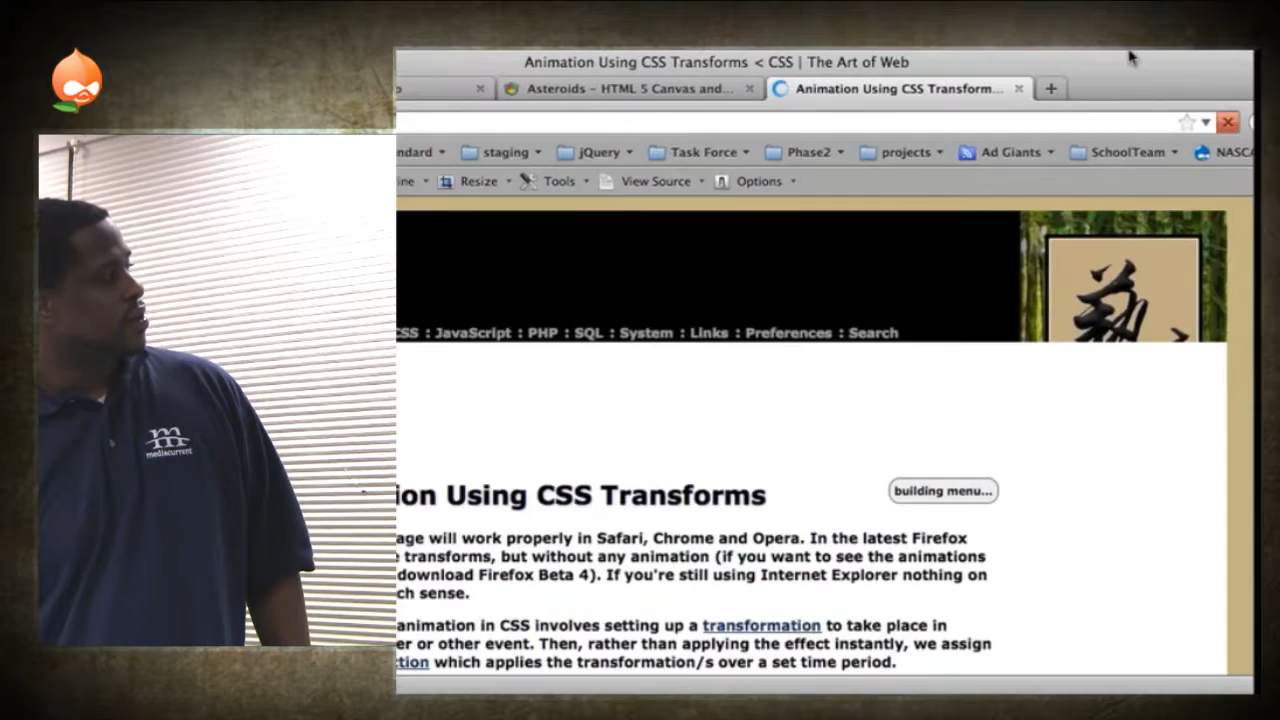 Animation Using CSS Transforms < CSS | The Art of Web
Asteroids – HTML 5 Canvas and...
Animation Using CSS Transform...
ndard
staging
jQuery
Task Force
Phase2
projects
Ad Giants
SchoolTeam
NASCA
ine
Resize
Tools
View Source
Options
藝
CSS : JavaScript : PHP : SQL : System : Links : Preferences : Search
m
mediacurrent
ion Using CSS Transforms
building menu...
age will work properly in Safari, Chrome and Opera. In the latest Firefox
e transforms, but without any animation (if you want to see the animations
download Firefox Beta 4). If you're still using Internet Explorer nothing on
ch sense.
animation in CSS involves setting up a transformation to take place in
er or other event. Then, rather than applying the effect instantly, we assign
ction which applies the transformation/s over a set time period.